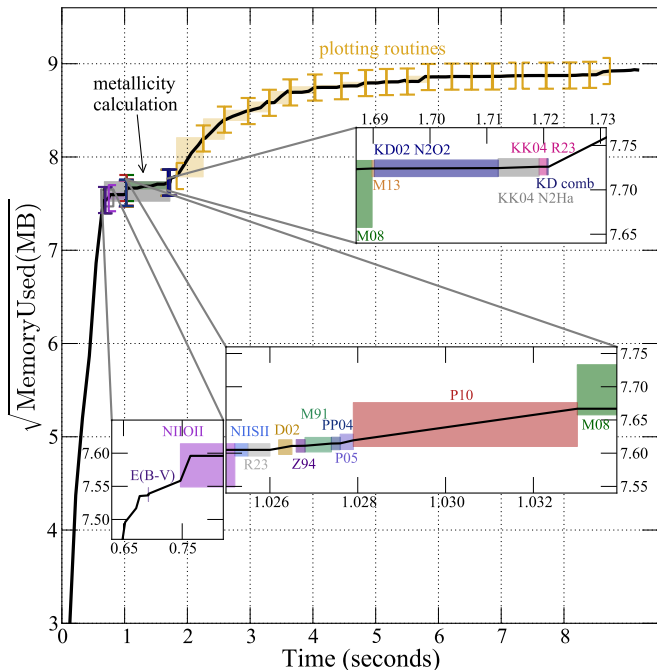 plotting routines
metallicity
calculation
9
8
7
6
5
4
3
√Memory Used (MB)
1.69 1.70 1.71 1.72 1.73
KD02 N2O2
KK04 R23
M13
KD comb
KK04 N2Ha
M08
7.75
7.70
7.65
P10
M08
M91
D02
PP04
NIIOII
NIISII
R23
Z94
P05
E(B-V)
7.75
7.70
7.65
7.60
7.55
7.60
7.55
7.50
1.026 1.028 1.030 1.032
0.65 0.75
0 1 2 3 4 5 6 7 8
Time (seconds)